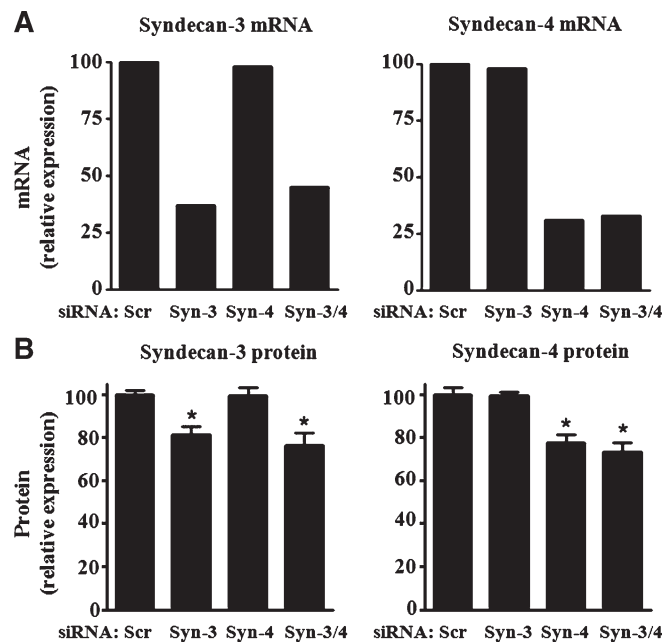 A
Syndecan-3 mRNA
Syndecan-4 mRNA
mRNA
(relative expression)
100
75
50
25
0
100
75
50
25
0
siRNA: Scr Syn-3 Syn-4 Syn-3/4
siRNA: Scr Syn-3 Syn-4 Syn-3/4
B
Syndecan-3 protein
Syndecan-4 protein
Protein
(relative expression)
100
80
60
40
20
0
* *
100
80
60
40
20
0
* *
siRNA: Scr Syn-3 Syn-4 Syn-3/4
siRNA: Scr Syn-3 Syn-4 Syn-3/4